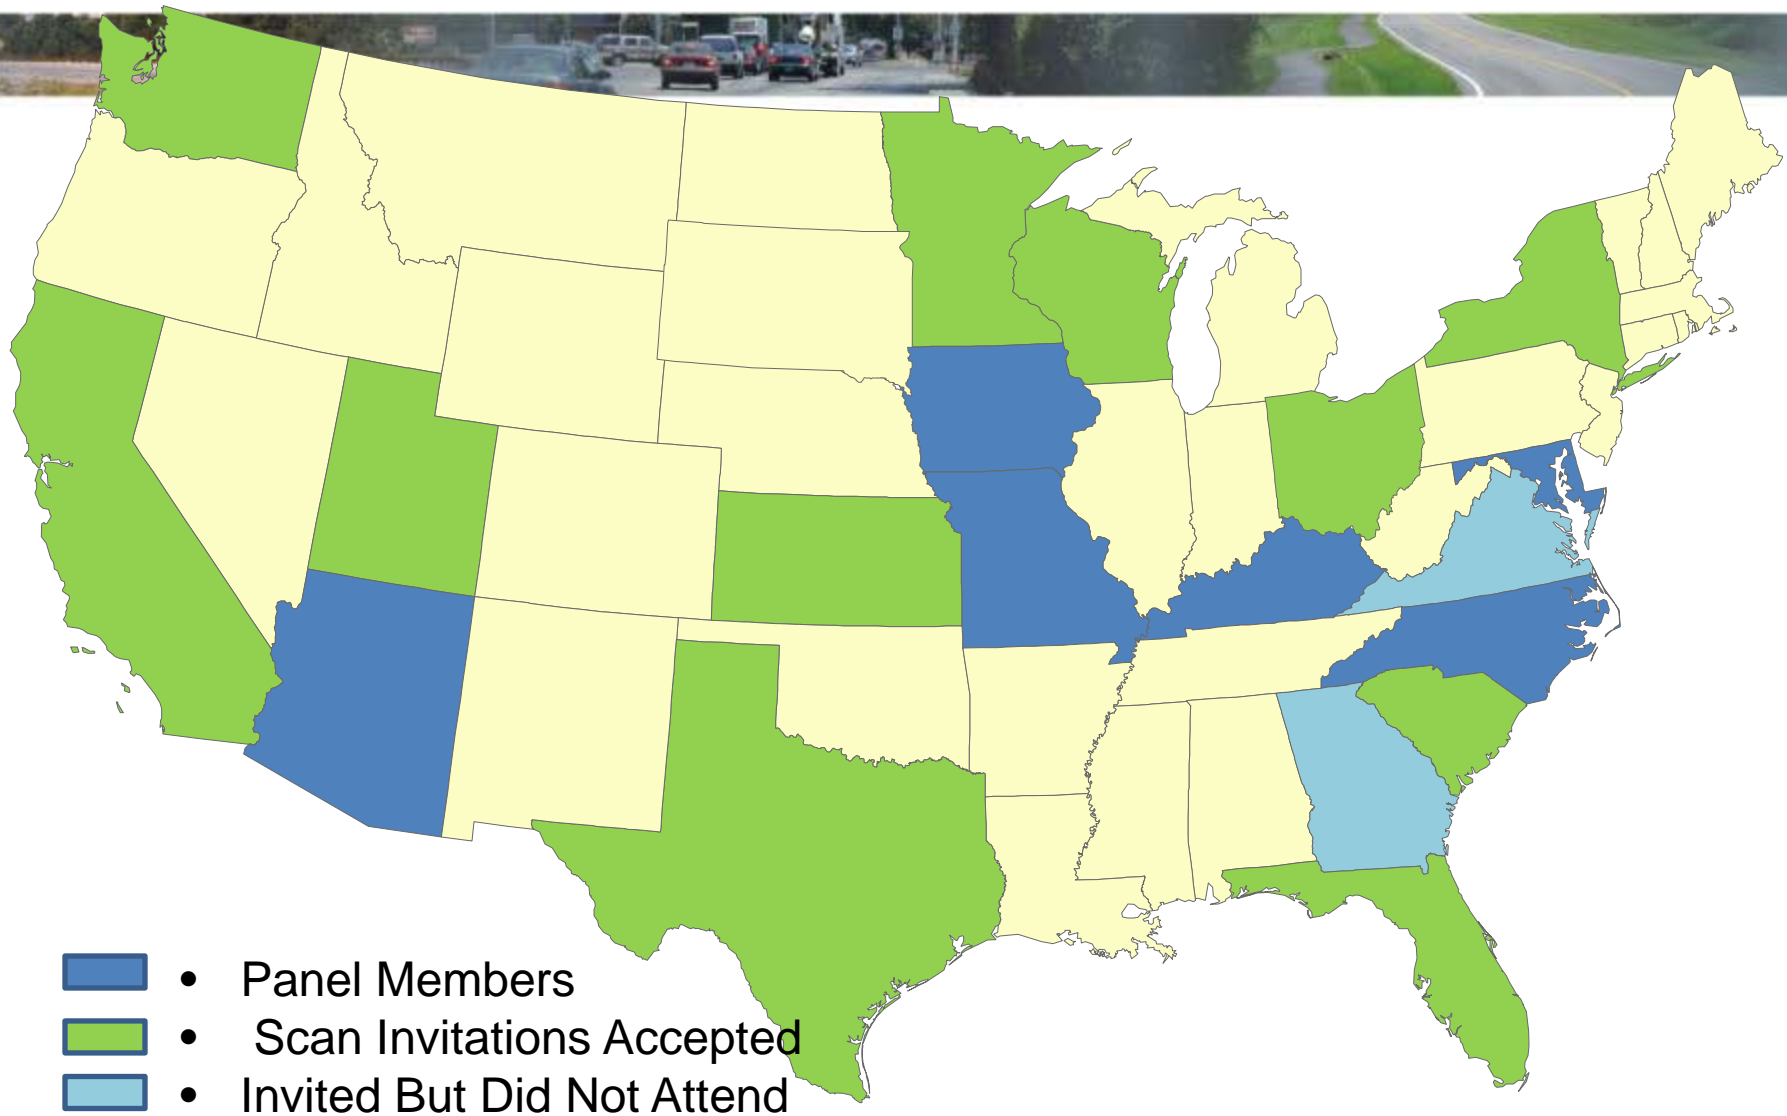 • Panel Members
• Scan Invitations Accepted
• Invited But Did Not Attend